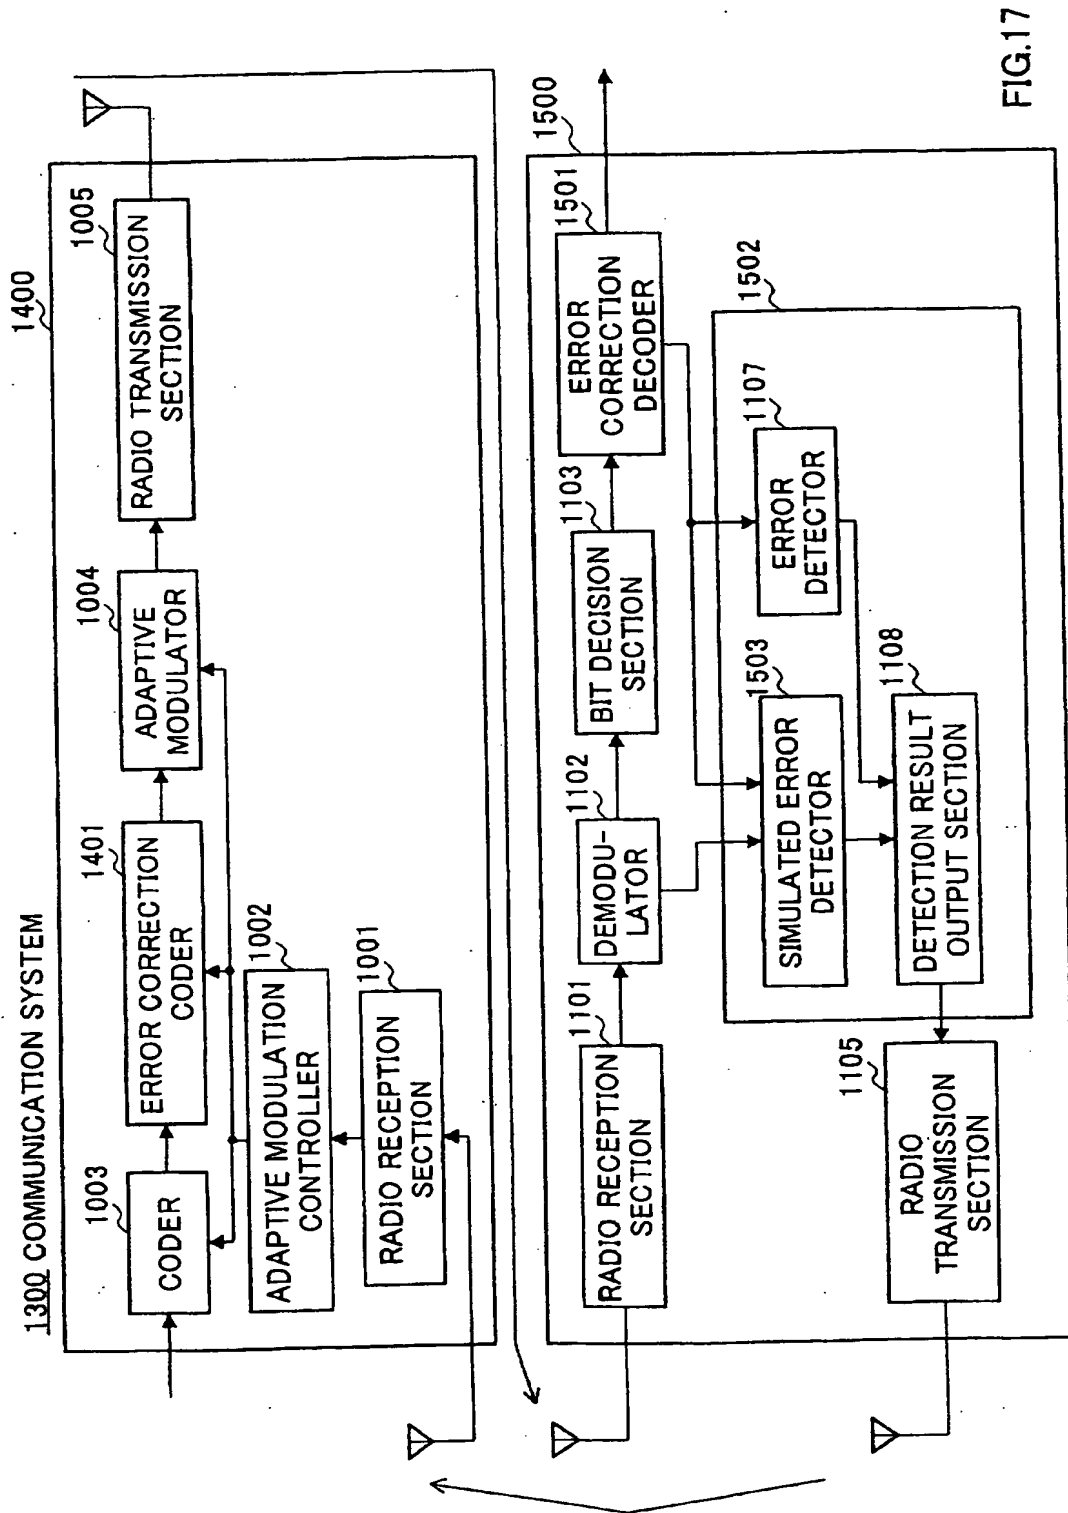 1300 COMMUNICATION SYSTEM
1400
1003
CODER
1401
ERROR CORRECTION
CODER
1004
ADAPTIVE
MODULATOR
1005
RADIO TRANSMISSION
SECTION
1002
ADAPTIVE MODULATION
CONTROLLER
1001
RADIO RECEPTION
SECTION
1500
1101
RADIO RECEPTION
SECTION
1102
DEMODU-
LATOR
1103
BIT DECISION
SECTION
1501
ERROR
CORRECTION
DECODER
1502
1503
SIMULATED ERROR
DETECTOR
1107
ERROR
DETECTOR
1108
DETECTION RESULT
OUTPUT SECTION
1105
RADIO
TRANSMISSION
SECTION
FIG.17